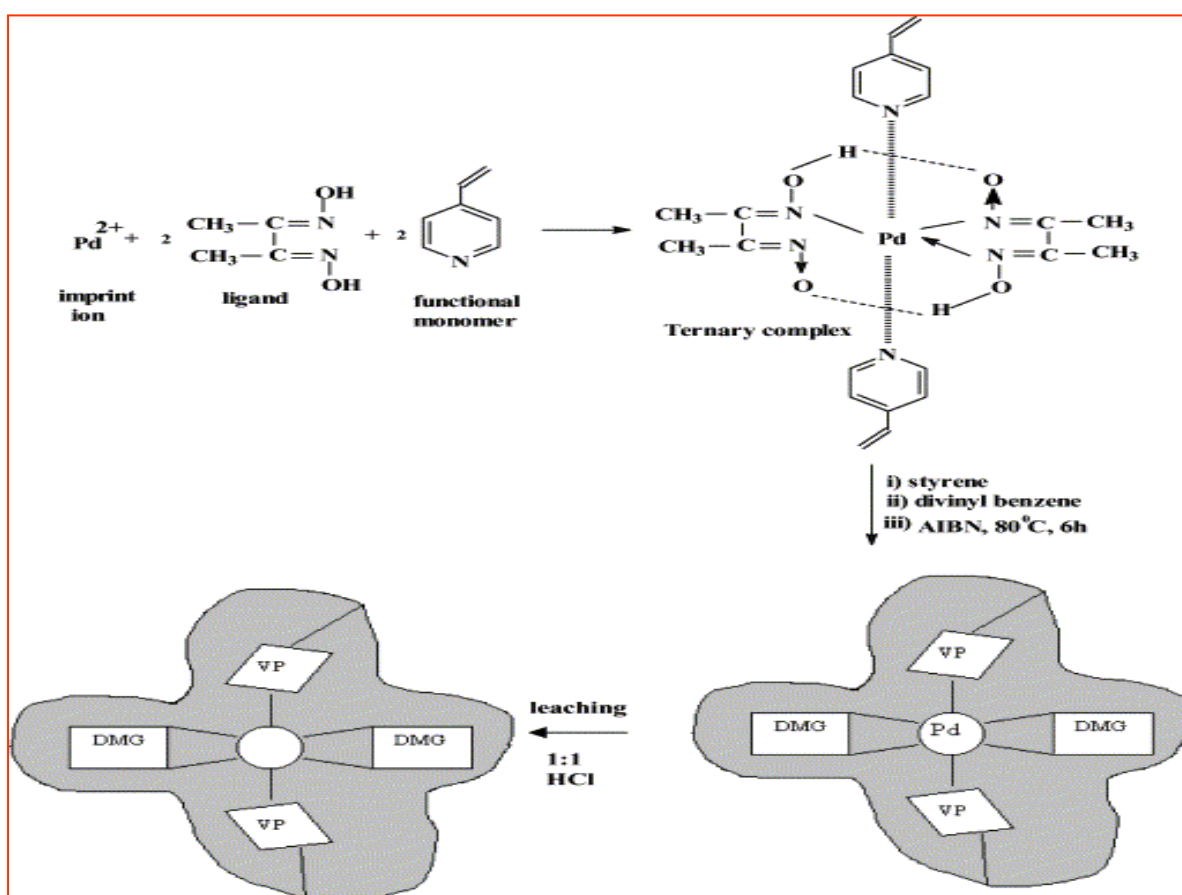 N
H
O
O
CH₃ — C = N
N = C — CH₃
Pd
CH₃ — C = N
N = C — CH₃
O
O
H
N
Ternary complex
Pd²⁺ + 2
CH₃ — C = N
OH
CH₃ — C = N
OH
+ 2
N
imprint
ion
ligand
functional
monomer
i) styrene
ii) divinyl benzene
iii) AIBN, 80⁰C, 6h
VP
DMG
Pd
DMG
VP
leaching
1:1
HCl
VP
DMG
DMG
VP